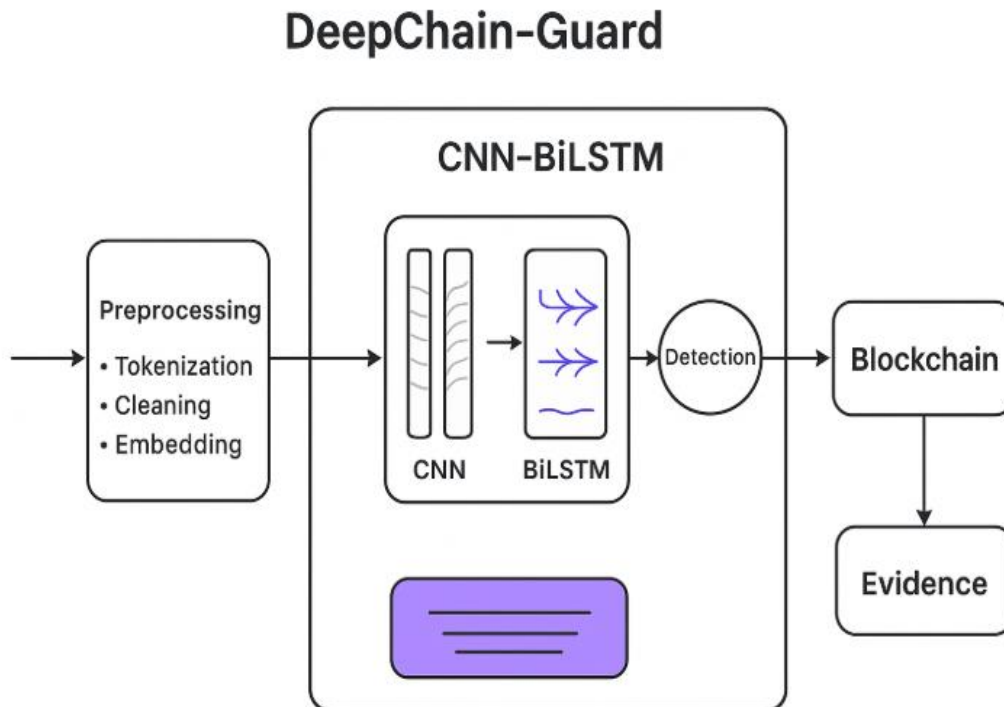 DeepChain-Guard
CNN-BiLSTM
Preprocessing
• Tokenization
• Cleaning
• Embedding
CNN
BiLSTM
Detection
Blockchain
Evidence